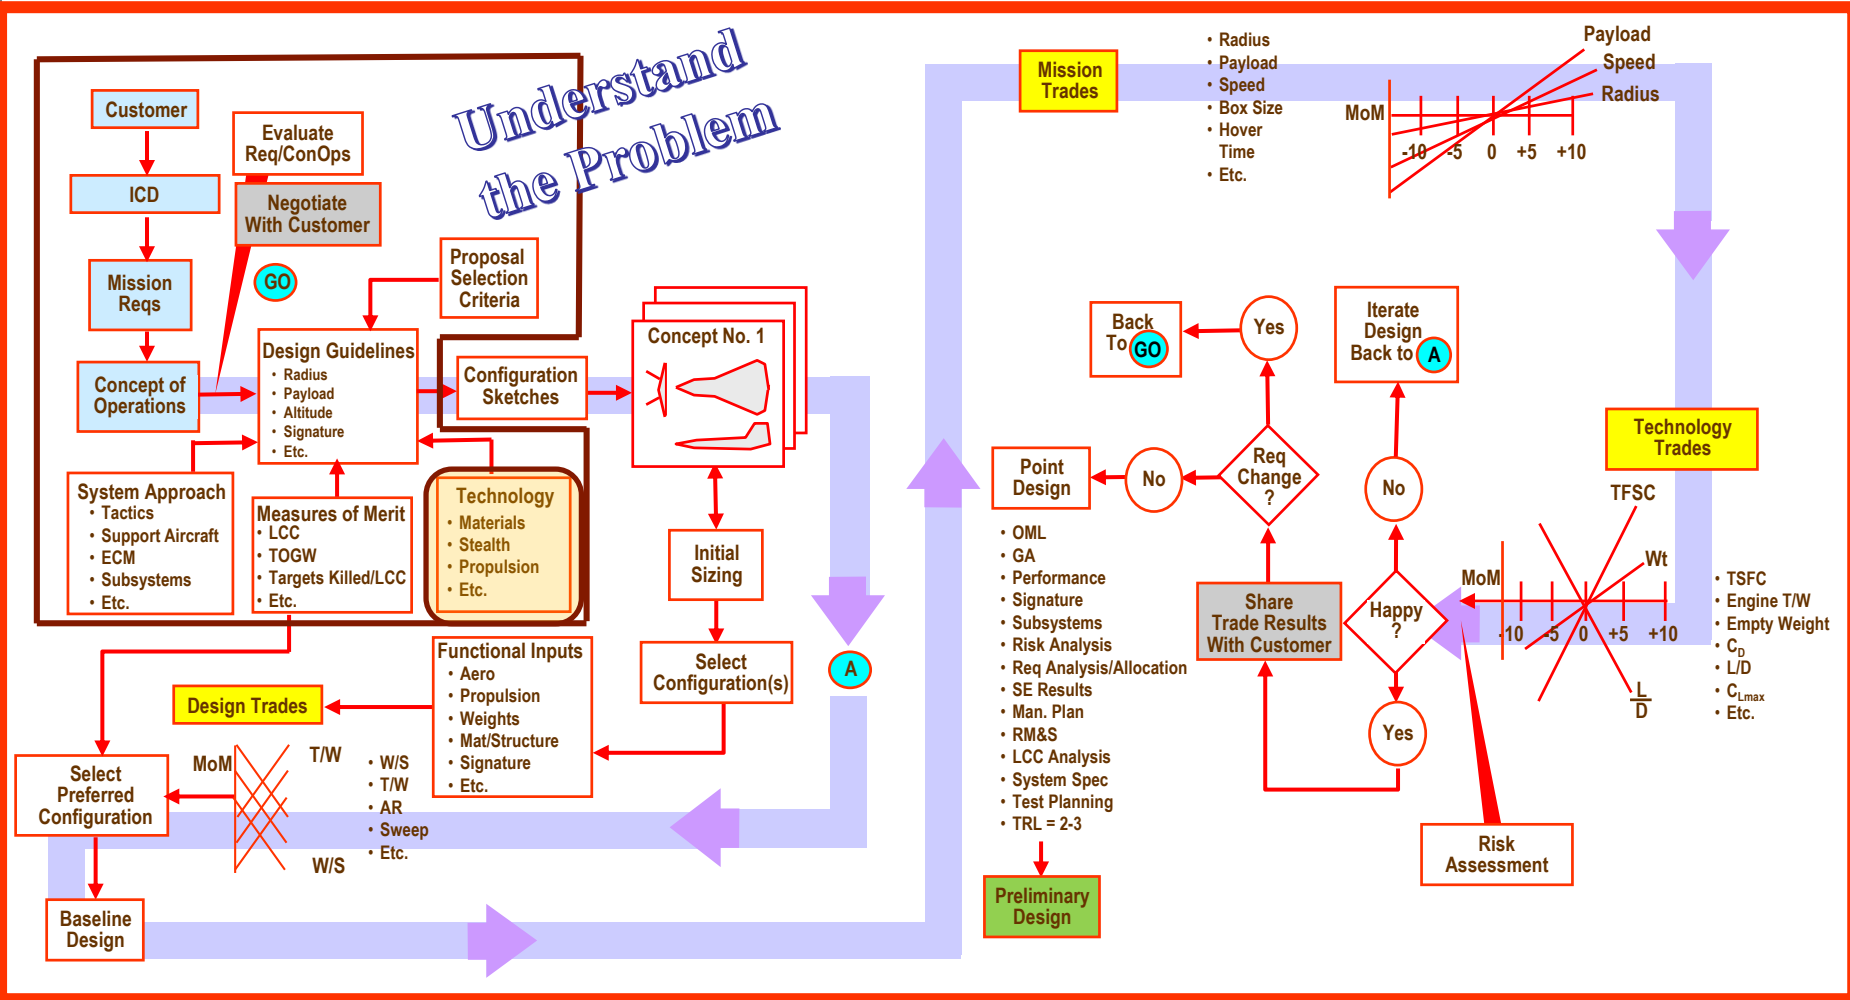 Understand
the Problem
Customer
ICD
Mission
Reqs
Concept of
Operations
Evaluate
Req/ConOps
Negotiate
With Customer
GO
Proposal
Selection
Criteria
Design Guidelines
• Radius
• Payload
• Altitude
• Signature
• Etc.
System Approach
• Tactics
• Support Aircraft
• ECM
• Subsystems
• Etc.
Measures of Merit
• LCC
• TOGW
• Targets Killed/LCC
• Etc.
Technology
• Materials
• Stealth
• Propulsion
• Etc.
Configuration
Sketches
Concept No. 1
Initial
Sizing
Select
Configuration(s)
A
Functional Inputs
• Aero
• Propulsion
• Weights
• Mat/Structure
• Signature
• Etc.
Design Trades
MoM
T/W
W/S
• W/S
• T/W
• AR
• Sweep
• Etc.
Select
Preferred
Configuration
Baseline
Design
Mission
Trades
• Radius
• Payload
• Speed
• Box Size
• Hover
Time
• Etc.
Payload
Speed
Radius
MoM
-10 -5 0 +5 +10
Technology
Trades
TFSC
Wt
MoM
-10 -5 0 +5 +10
L
D
• TSFC
• Engine T/W
• Empty Weight
• CD
• L/D
• CLmax
• Etc.
Risk
Assessment
Happy
?
No
Yes
Iterate
Design
Back to A
Share
Trade Results
With Customer
Req
Change
?
Yes
Back
To GO
No
Point
Design
• OML
• GA
• Performance
• Signature
• Subsystems
• Risk Analysis
• Req Analysis/Allocation
• SE Results
• Man. Plan
• RM&S
• LCC Analysis
• System Spec
• Test Planning
• TRL = 2-3
Preliminary
Design